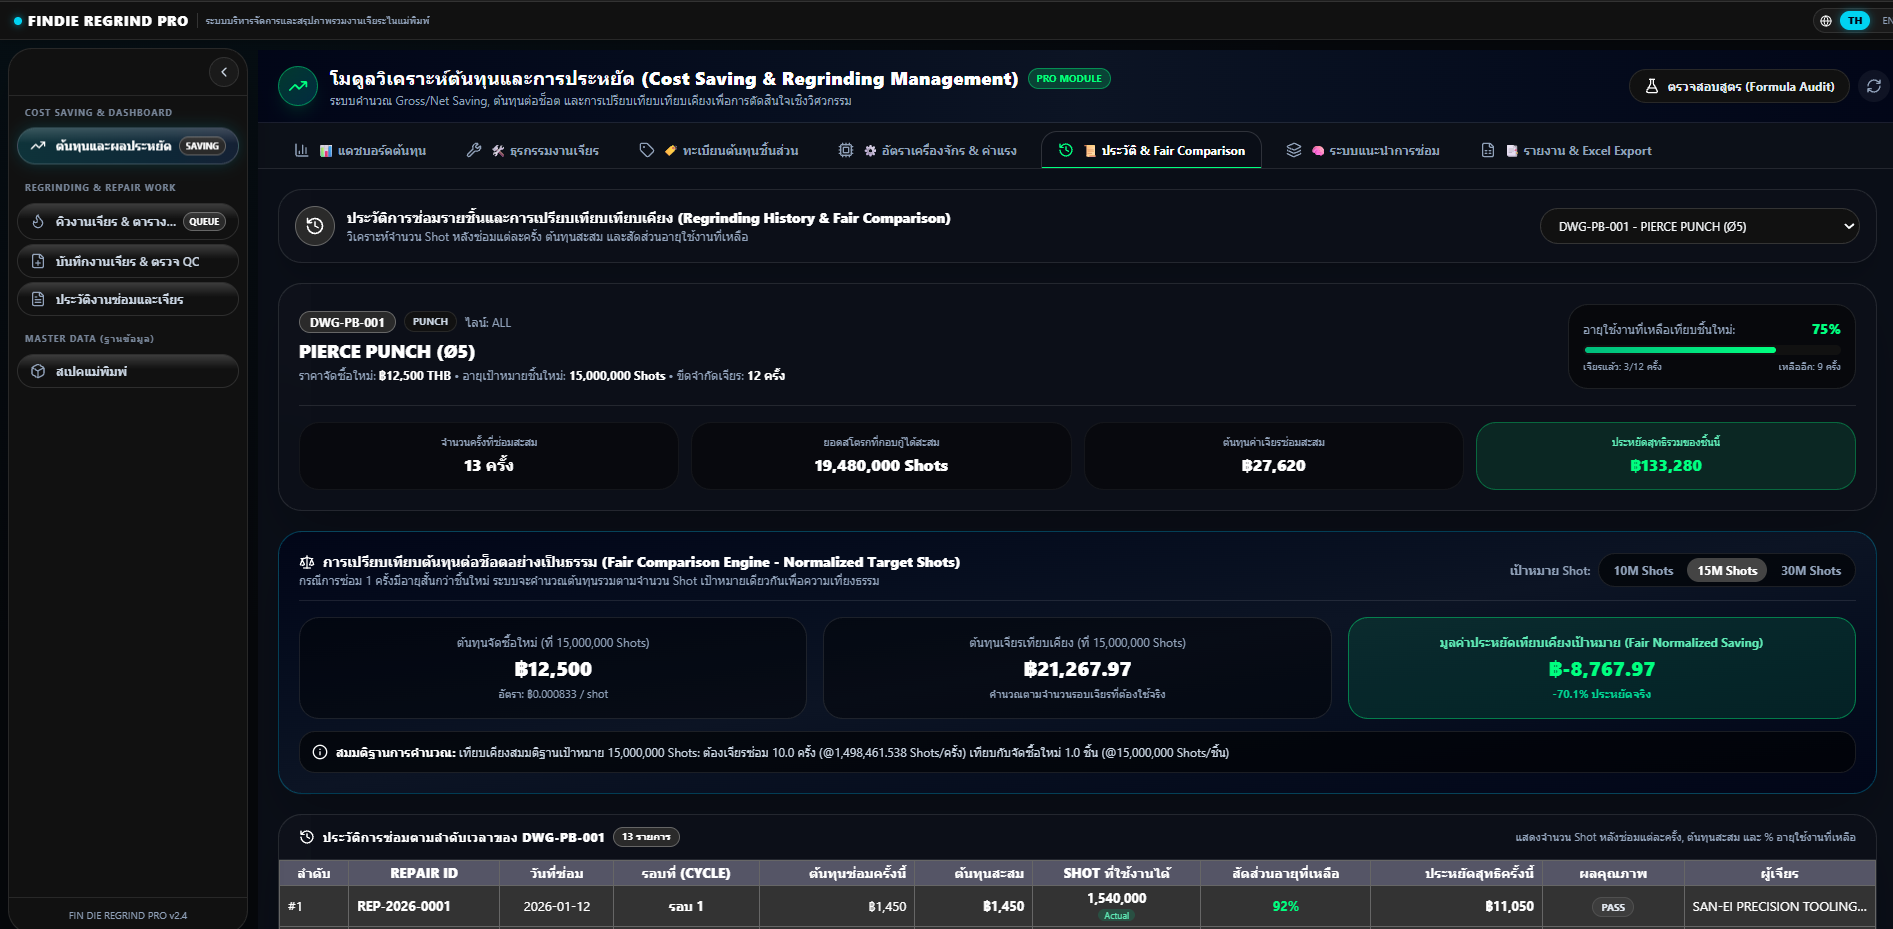 FINDIE REGRIND PRO
ระบบบริหารจัดการและสรุปภาพรวมงานเจียระไนแม่พิมพ์
TH
EN
COST SAVING & DASHBOARD
ต้นทุนและผลประหยัด SAVING
REGRINDING & REPAIR WORK
คิวงานเจียร & ตาราง... QUEUE
บันทึกงานเจียร & ตรวจ QC
ประวัติงานซ่อมและเจียร
MASTER DATA (ฐานข้อมูล)
สเปคแม่พิมพ์
FIN DIE REGRIND PRO v2.4
โมดูลวิเคราะห์ต้นทุนและการประหยัด (Cost Saving & Regrinding Management) PRO MODULE
ระบบคำนวณ Gross/Net Saving, ต้นทุนต่อช็อต และการเปรียบเทียบเทียบเคียงเพื่อการตัดสินใจเชิงวิศวกรรม
ตรวจสอบสูตร (Formula Audit)
แดชบอร์ดต้นทุน
ธุรกรรมงานเจียร
ทะเบียนต้นทุนชิ้นส่วน
อัตราเครื่องจักร & ค่าแรง
ประวัติ & Fair Comparison
ระบบแนะนำการซ่อม
รายงาน & Excel Export
ประวัติการซ่อมรายชิ้นและการเปรียบเทียบเทียบเคียง (Regrinding History & Fair Comparison)
วิเคราะห์จำนวน Shot หลังซ่อมแต่ละครั้ง ต้นทุนสะสม และสัดส่วนอายุใช้งานที่เหลือ
DWG-PB-001 - PIERCE PUNCH (Ø5)
DWG-PB-001 PUNCH ไลน์: ALL
PIERCE PUNCH (Ø5)
ราคาจัดซื้อใหม่: ฿12,500 THB • อายุเป้าหมายชิ้นใหม่: 15,000,000 Shots • ขีดจำกัดเจียร: 12 ครั้ง
อายุใช้งานที่เหลือเทียบชิ้นใหม่: 75%
เจียรแล้ว: 3/12 ครั้ง เหลืออีก: 9 ครั้ง
จำนวนครั้งที่ซ่อมสะสม
13 ครั้ง
ยอดสโตรกที่กอบกู้ได้สะสม
19,480,000 Shots
ต้นทุนค่าเจียรซ่อมสะสม
฿27,620
ประหยัดสุทธิรวมของชิ้นนี้
฿133,280
การเปรียบเทียบต้นทุนต่อช็อตอย่างเป็นธรรม (Fair Comparison Engine - Normalized Target Shots)
กรณีการซ่อม 1 ครั้งมีอายุสั้นกว่าชิ้นใหม่ ระบบจะคำนวณต้นทุนรวมตามจำนวน Shot เป้าหมายเดียวกันเพื่อความเที่ยงธรรม
เป้าหมาย Shot: 10M Shots 15M Shots 30M Shots
ต้นทุนจัดซื้อใหม่ (ที่ 15,000,000 Shots)
฿12,500
อัตรา: ฿0.000833 / shot
ต้นทุนเจียรเทียบเคียง (ที่ 15,000,000 Shots)
฿21,267.97
คำนวณตามจำนวนรอบเจียรที่ต้องใช้จริง
มูลค่าประหยัดเทียบเคียงเป้าหมาย (Fair Normalized Saving)
฿-8,767.97
-70.1% ประหยัดจริง
สมมติฐานการคำนวณ: เทียบเคียงสมมติฐานเป้าหมาย 15,000,000 Shots: ต้องเจียรซ่อม 10.0 ครั้ง (@1,498,461.538 Shots/ครั้ง) เทียบกับจัดซื้อใหม่ 1.0 ชิ้น (@15,000,000 Shots/ชิ้น)
ประวัติการซ่อมตามลำดับเวลาของ DWG-PB-001 13 รายการ
แสดงจำนวน Shot หลังซ่อมแต่ละครั้ง, ต้นทุนสะสม และ % อายุใช้งานที่เหลือ
ลำดับ REPAIR ID วันที่ซ่อม รอบที่ (CYCLE) ต้นทุนซ่อมครั้งนี้ ต้นทุนสะสม SHOT ที่ใช้งานได้ สัดส่วนอายุที่เหลือ ประหยัดสุทธิครั้งนี้ ผลคุณภาพ ผู้เจียร
#1 REP-2026-0001 2026-01-12 รอบ 1 ฿1,450 ฿1,450 1,540,000 92% ฿11,050 PASS SAN-EI PRECISION TOOLING...
Actual